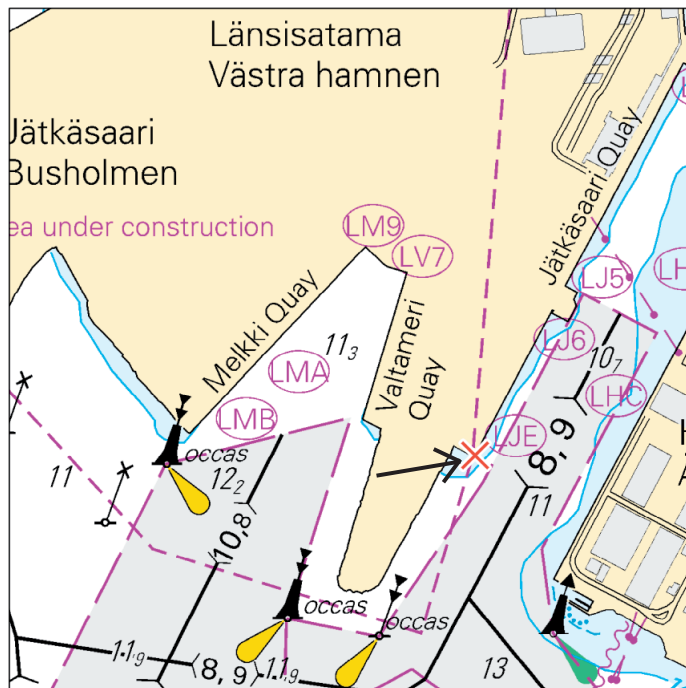 Länsisatama
Västra hamnen
Jätkäsaari
Busholmen
ea under construction
Jätkäsaari Quay
LM9
LV7
LJ5
LH
Melkki Quay
11₃
Valtameri
Quay
LJ6
10₇
LMA
LHC
LMB
LJE
occas
8,9
11
12₂
11
10,8
occas
occas
11₉
8,9
11₉
13